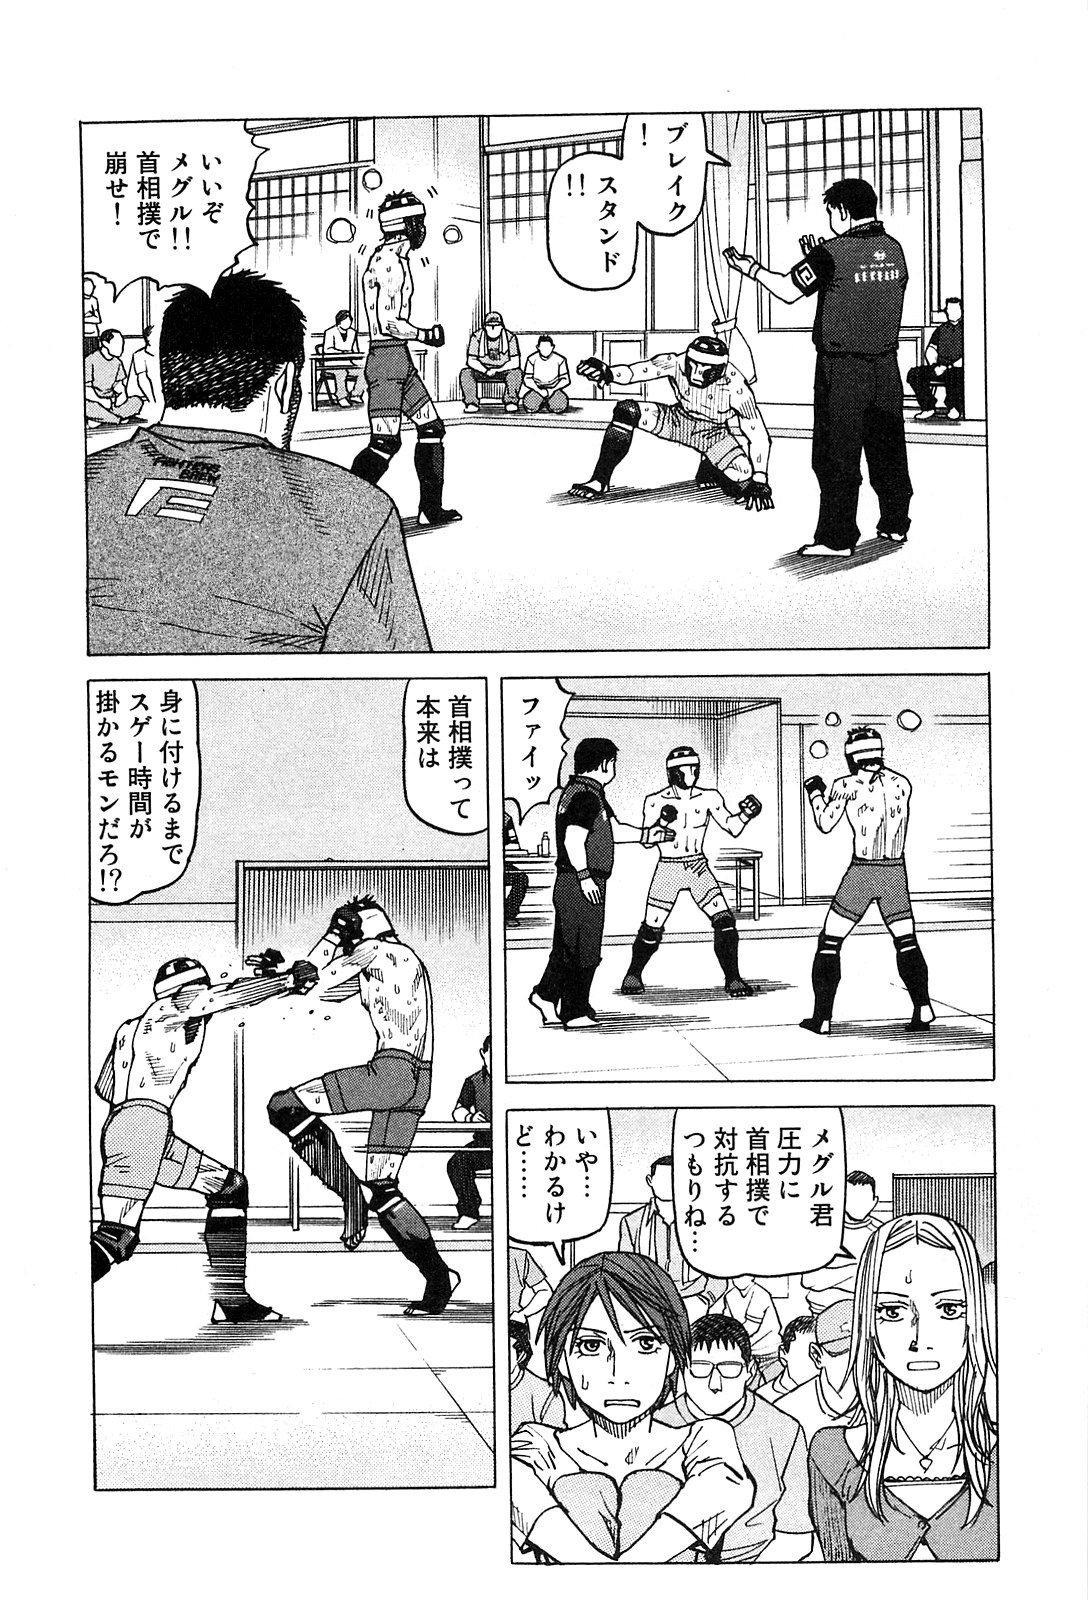 ブレイク
!
スタンド
!!
いいぞ
メグル!!
首相撲で
崩せ!
FIGHTERS
ファイッ
首相撲って
本来は
身に付けるまで
スゲー時間が
掛かるモンだろ!?
メグル君
圧力に
首相撲で
対抗する
つもりね…
いや…
わかるけ
ど……